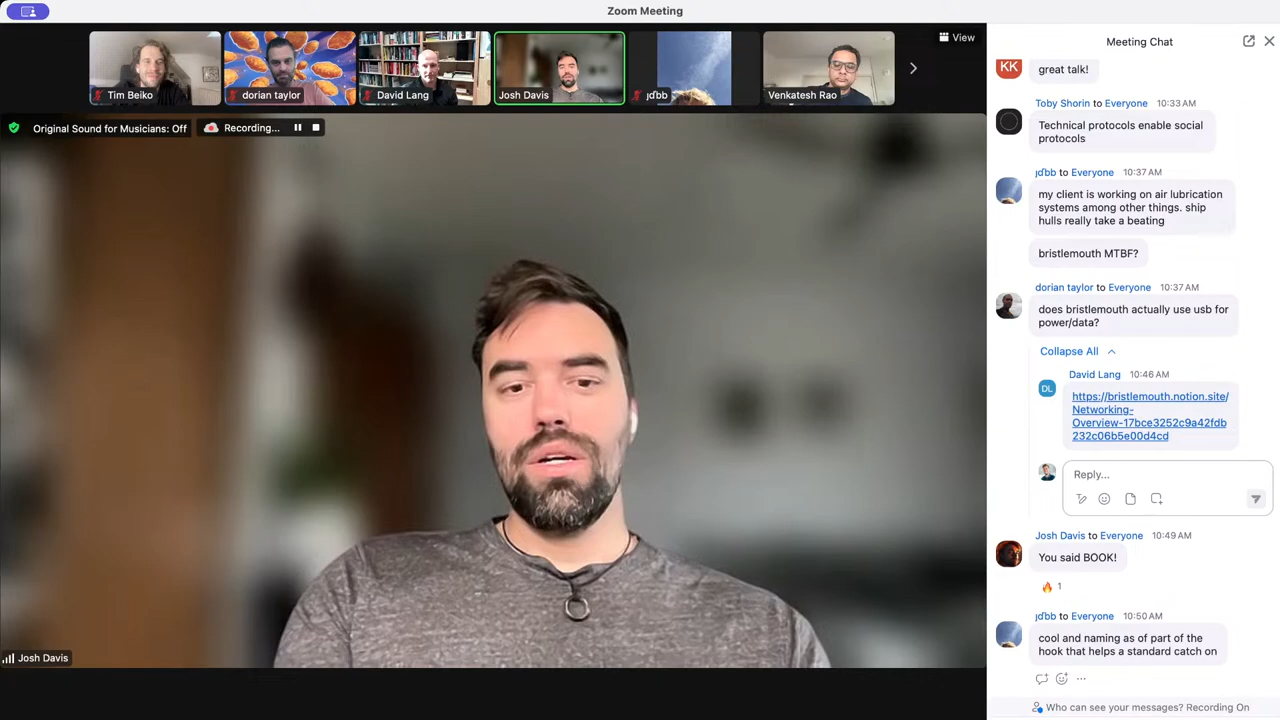 Zoom Meeting
Tim Beiko
dorian taylor
David Lang
Josh Davis
ȷɗbb
Venkatesh Rao
View
Original Sound for Musicians: Off
Recording...
Josh Davis
Meeting Chat
KK
great talk!
Toby Shorin to Everyone 10:33 AM
Technical protocols enable social
protocols
ȷɗbb to Everyone 10:37 AM
my client is working on air lubrication
systems among other things. ship
hulls really take a beating
bristlemouth MTBF?
dorian taylor to Everyone 10:37 AM
does bristlemouth actually use usb for
power/data?
Collapse All
David Lang 10:46 AM
DL
https://bristlemouth.notion.site/
Networking-
Overview-17bce3252c9a42fdb
232c06b5e00d4cd
Reply...
Josh Davis to Everyone 10:49 AM
You said BOOK!
1
ȷɗbb to Everyone 10:50 AM
cool and naming as of part of the
hook that helps a standard catch on
Who can see your messages? Recording On